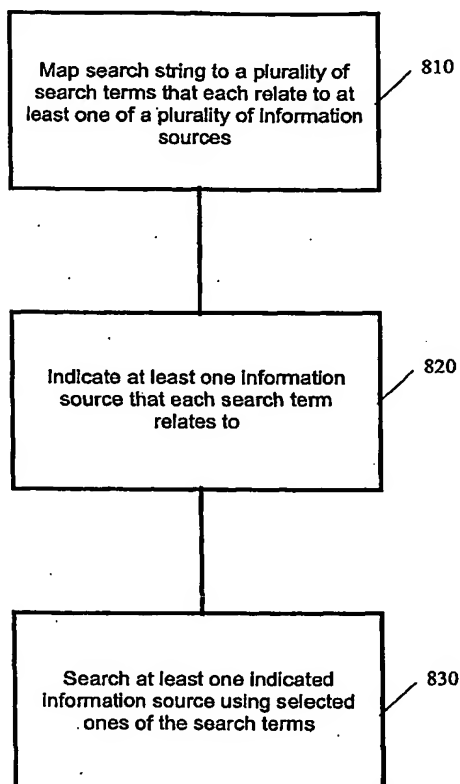 Map search string to a plurality of
search terms that each relate to at
least one of a plurality of information
sources
810
Indicate at least one information
source that each search term
relates to
820
Search at least one indicated
information source using selected
ones of the search terms
830